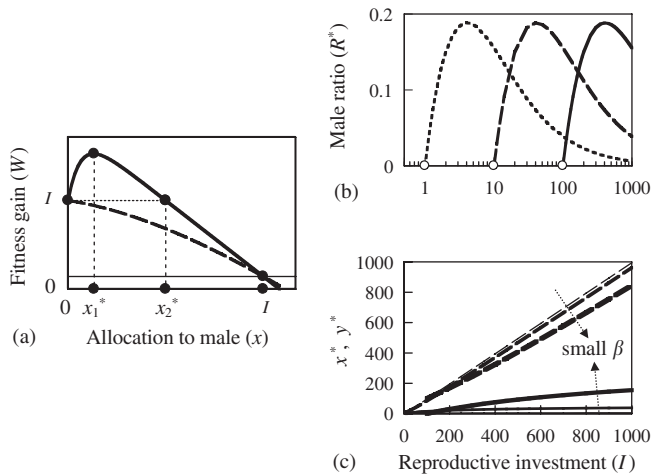 Fitness gain (W)
I
0
0 x₁* x₂* I
(a) Allocation to male (x)
Male ratio (R*)
0.2
0.1
0
1 10 100 1000
(b)
x*, y*
1000
800
600
400
200
0
small β
0 200 400 600 800 1000
(c) Reproductive investment (I)